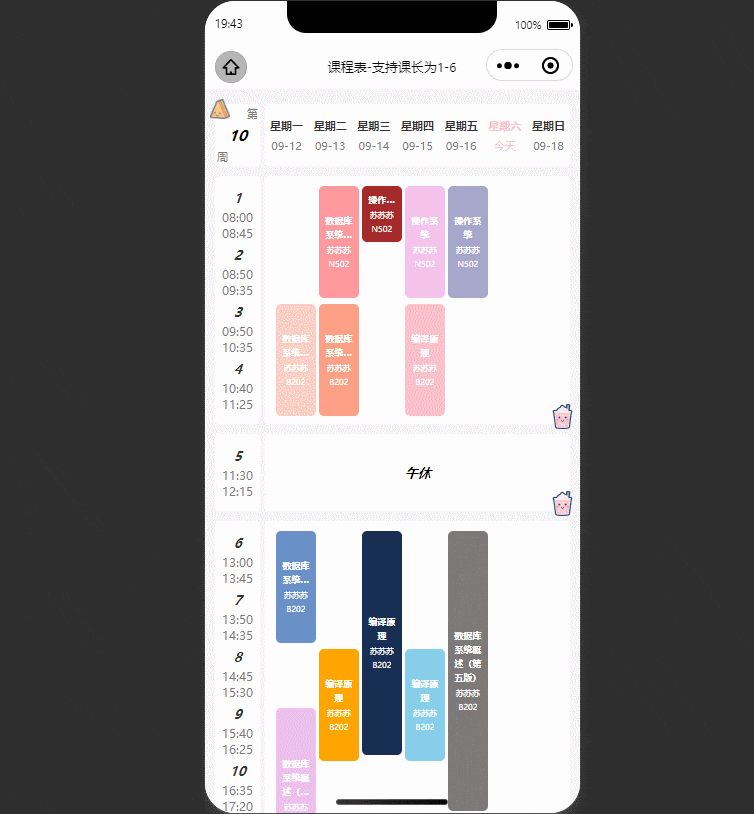 19:43
100%
课程表-支持课长为1-6
第
10
周
星期一 星期二 星期三 星期四 星期五 星期六 星期日
09-12 09-13 09-14 09-15 09-16 今天 09-18
1
08:00
08:45
2
08:50
09:35
3
09:50
10:35
4
10:40
11:25
数据库
系统...
苏苏苏
N502
操作...
苏苏苏
N502
操作系
统
苏苏苏
N502
操作系
统
苏苏苏
N502
数据库
系统...
苏苏苏
B202
数据库
系统...
苏苏苏
B202
编译原
理
苏苏苏
B202
5
11:30
12:15
午休
6
13:00
13:45
7
13:50
14:35
8
14:45
15:30
9
15:40
16:25
10
16:35
17:20
数据库
系统...
苏苏苏
B202
编译原
理
苏苏苏
B202
数据库
系统概
述（第
五版）
苏苏苏
B202
编译原
理
苏苏苏
B202
编译原
理
苏苏苏
B202
数据库
系统概
述（...
苏苏苏